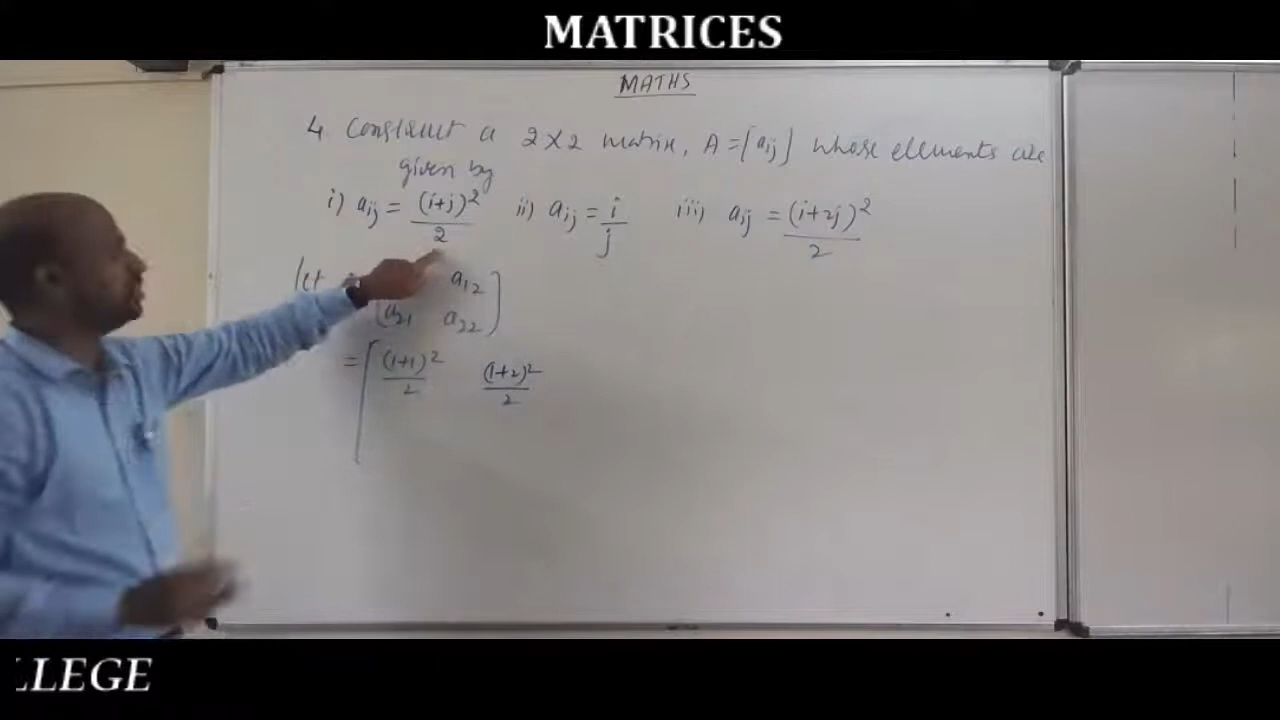 MATRICES
MATHS
4 Construct a 2×2 matrix, A = [aij] whose elements are
given by
i) aij = (i+j)²/2 ii) aij = i/j iii) aij = (i+2j)²/2
let a12
a21 a22
= [ (1+1)²/2 (1+2)²/2
LLEGE